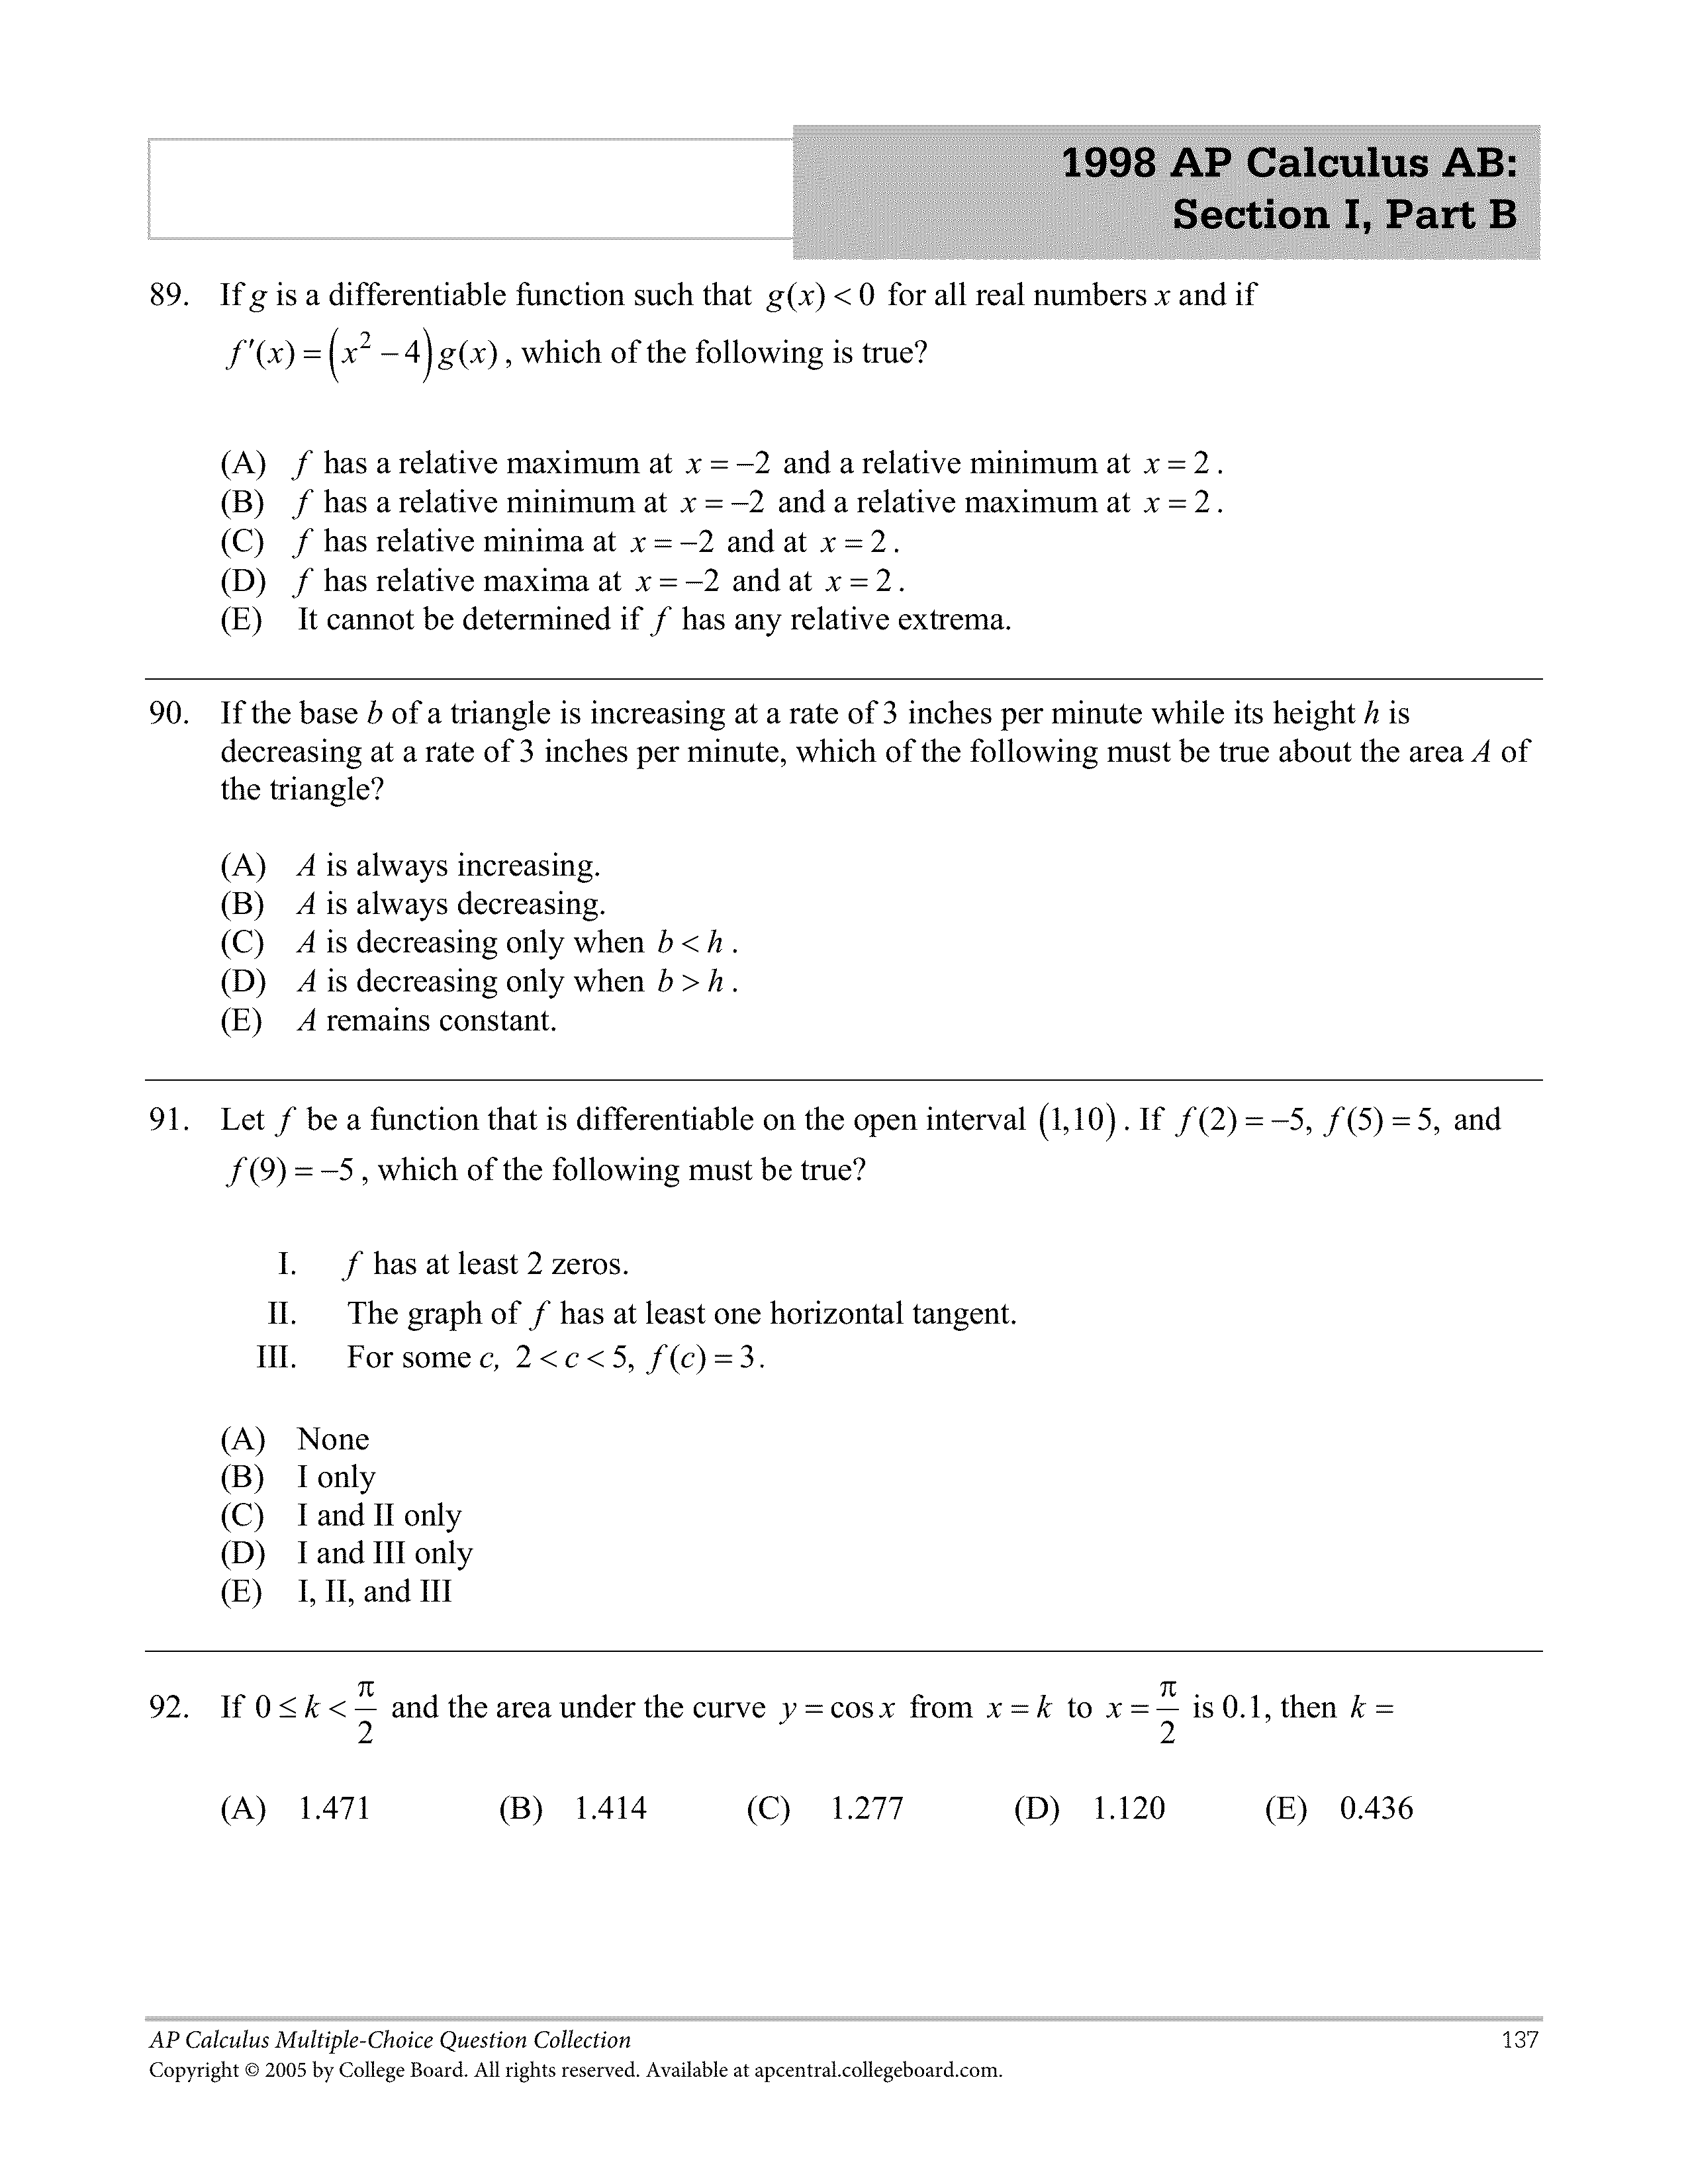 1998 AP Calculus AB:
Section I, Part B
89. If g is a differentiable function such that g(x) < 0 for all real numbers x and if
f′(x) = (x² − 4)g(x), which of the following is true?
(A) f has a relative maximum at x = −2 and a relative minimum at x = 2.
(B) f has a relative minimum at x = −2 and a relative maximum at x = 2.
(C) f has relative minima at x = −2 and at x = 2.
(D) f has relative maxima at x = −2 and at x = 2.
(E) It cannot be determined if f has any relative extrema.
90. If the base b of a triangle is increasing at a rate of 3 inches per minute while its height h is
decreasing at a rate of 3 inches per minute, which of the following must be true about the area A of
the triangle?
(A) A is always increasing.
(B) A is always decreasing.
(C) A is decreasing only when b < h.
(D) A is decreasing only when b > h.
(E) A remains constant.
91. Let f be a function that is differentiable on the open interval (1,10). If f(2) = −5, f(5) = 5, and
f(9) = −5, which of the following must be true?
I. f has at least 2 zeros.
II. The graph of f has at least one horizontal tangent.
III. For some c, 2 < c < 5, f(c) = 3.
(A) None
(B) I only
(C) I and II only
(D) I and III only
(E) I, II, and III
92. If 0 ≤ k < π/2 and the area under the curve y = cos x from x = k to x = π/2 is 0.1, then k =
(A) 1.471 (B) 1.414 (C) 1.277 (D) 1.120 (E) 0.436
AP Calculus Multiple-Choice Question Collection 137
Copyright © 2005 by College Board. All rights reserved. Available at apcentral.collegeboard.com.